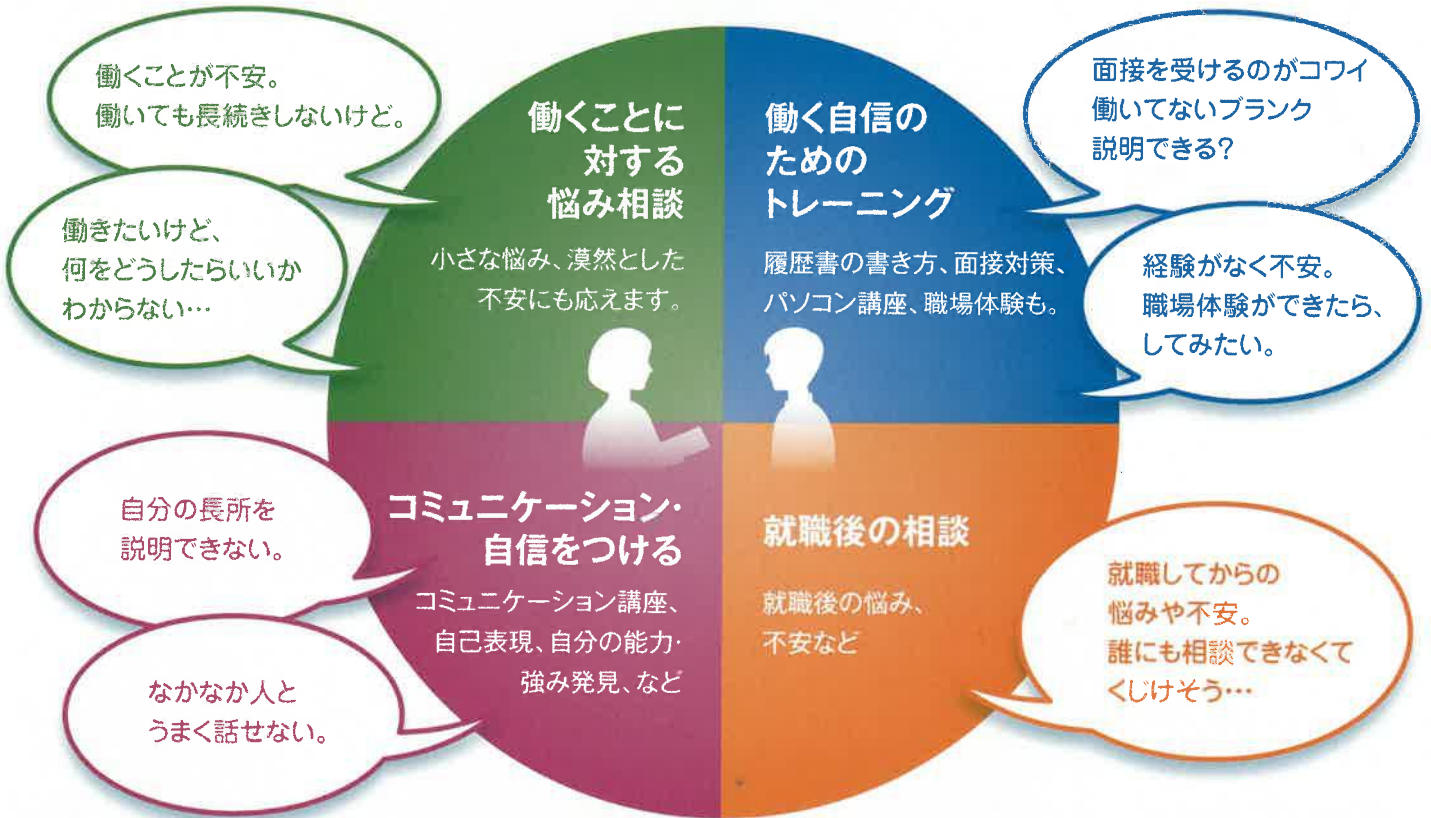 働くことが不安。
働いても長続きしないけど。
働きたいけど、
何をどうしたらいいか
わからない…
働くことに
対する
悩み相談
小さな悩み、漠然とした
不安にも応えます。
働く自信の
ための
トレーニング
履歴書の書き方、面接対策、
パソコン講座、職場体験も。
面接を受けるのがコワイ
働いてないブランク
説明できる?
経験がなく不安。
職場体験ができたら、
してみたい。
自分の長所を
説明できない。
なかなか人と
うまく話せない。
コミュニケーション・
自信をつける
コミュニケーション講座、
自己表現、自分の能力・
強み発見、など
就職後の相談
就職後の悩み、
不安など
就職してからの
悩みや不安。
誰にも相談できなくて
くじけそう…